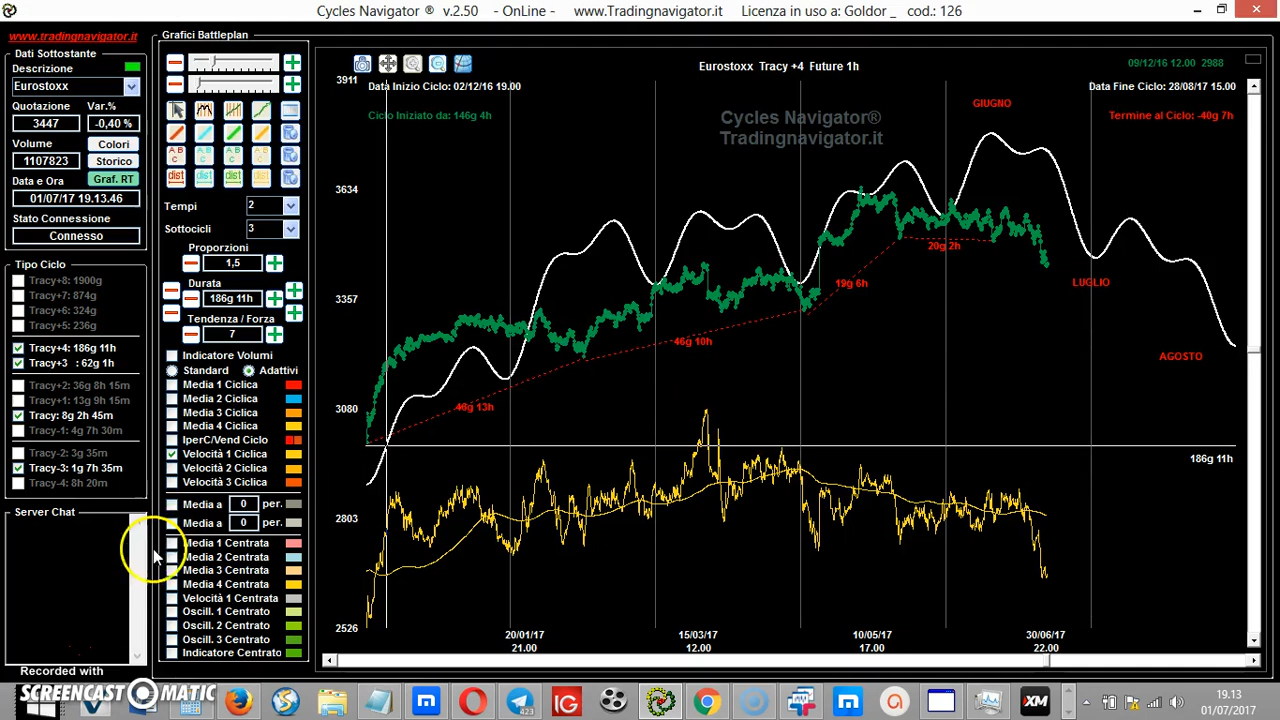 Cycles Navigator ® v.2.50 - OnLine - www.Tradingnavigator.it Licenza in uso a: Goldor _ cod.: 126
www.tradingnavigator.it
Dati Sottostante
Descrizione
Eurostoxx
Quotazione Var.%
3447 -0,40 %
Volume Colori
1107823 Storico
Data e Ora Graf. RT
01/07/17 19.13.46
Stato Connessione
Connesso
Tipo Ciclo
Tracy+8: 1900g
Tracy+7: 874g
Tracy+6: 324g
Tracy+5: 236g
Tracy+4: 186g 11h
Tracy+3 : 62g 1h
Tracy+2: 36g 8h 15m
Tracy+1: 13g 9h 15m
Tracy: 8g 2h 45m
Tracy-1: 4g 7h 30m
Tracy-2: 3g 35m
Tracy-3: 1g 7h 35m
Tracy-4: 8h 20m
Server Chat
Recorded with
SCREENCAST MATIC
Grafici Battleplan
A B C A B C A B C A B C
dist dist dist dist
Tempi 2
Sottocicli 3
Proporzioni
1,5
Durata
186g 11h
Tendenza / Forza
7
Indicatore Volumi
Standard Adattivi
Media 1 Ciclica
Media 2 Ciclica
Media 3 Ciclica
Media 4 Ciclica
IperC/Vend Ciclo
Velocità 1 Ciclica
Velocità 2 Ciclica
Velocità 3 Ciclica
Media a 0 per.
Media a 0 per.
Media 1 Centrata
Media 2 Centrata
Media 3 Centrata
Media 4 Centrata
Velocità 1 Centrata
Oscill. 1 Centrato
Oscill. 2 Centrato
Oscill. 3 Centrato
Indicatore Centrato
Eurostoxx Tracy +4 Future 1h
09/12/16 12.00 2988
3911
Data Inizio Ciclo: 02/12/16 19.00
Data Fine Ciclo: 28/08/17 15.00
Ciclo Iniziato da: 146g 4h
Cycles Navigator®
Tradingnavigator.it
GIUGNO
Termine al Ciclo: -40g 7h
3634
20g 2h
19g 6h
LUGLIO
3357
46g 10h
AGOSTO
3080
46g 13h
186g 11h
2803
2526
20/01/17 15/03/17 10/05/17 30/06/17
21.00 12.00 17.00 22.00
423
IG
XM
19.13
01/07/2017